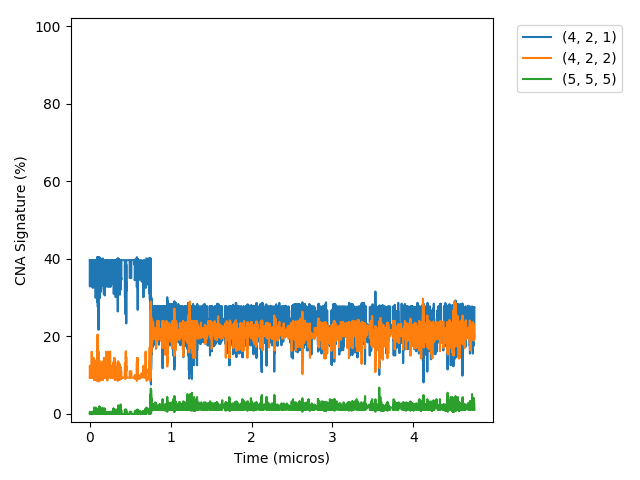 100
80
60
40
20
0
CNA Signature (%)
0 1 2 3 4
Time (micros)
(4, 2, 1)
(4, 2, 2)
(5, 5, 5)